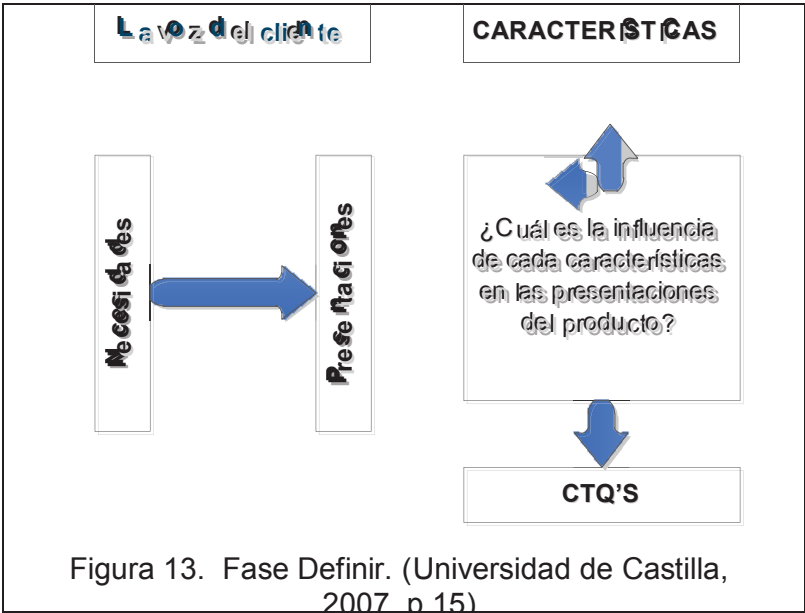 La voz del cliente
CARACTERÍSTICAS
Necesidades
Presentaciones
¿Cuál es la influencia
de cada características
en las presentaciones
del producto?
CTQ'S
Figura 13. Fase Definir. (Universidad de Castilla,
2007, p 15)